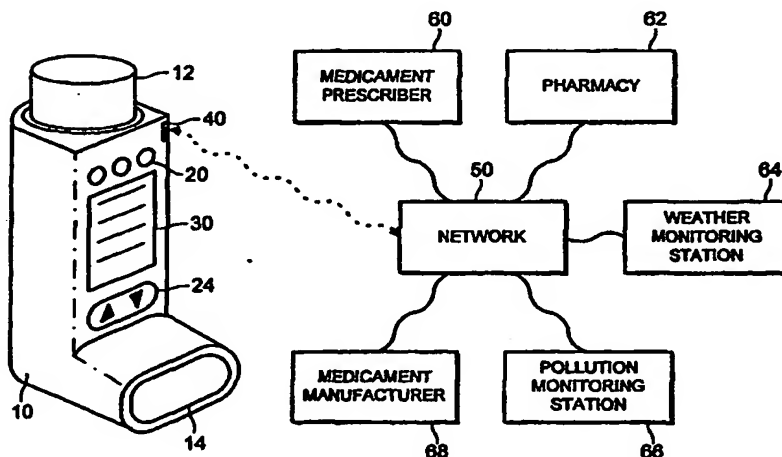 60
62
12
MEDICAMENT
PRESCRIBER
PHARMACY
40
20
50
64
30
NETWORK
WEATHER
MONITORING
STATION
24
10
14
MEDICAMENT
MANUFACTURER
POLLUTION
MONITORING
STATION
68
66